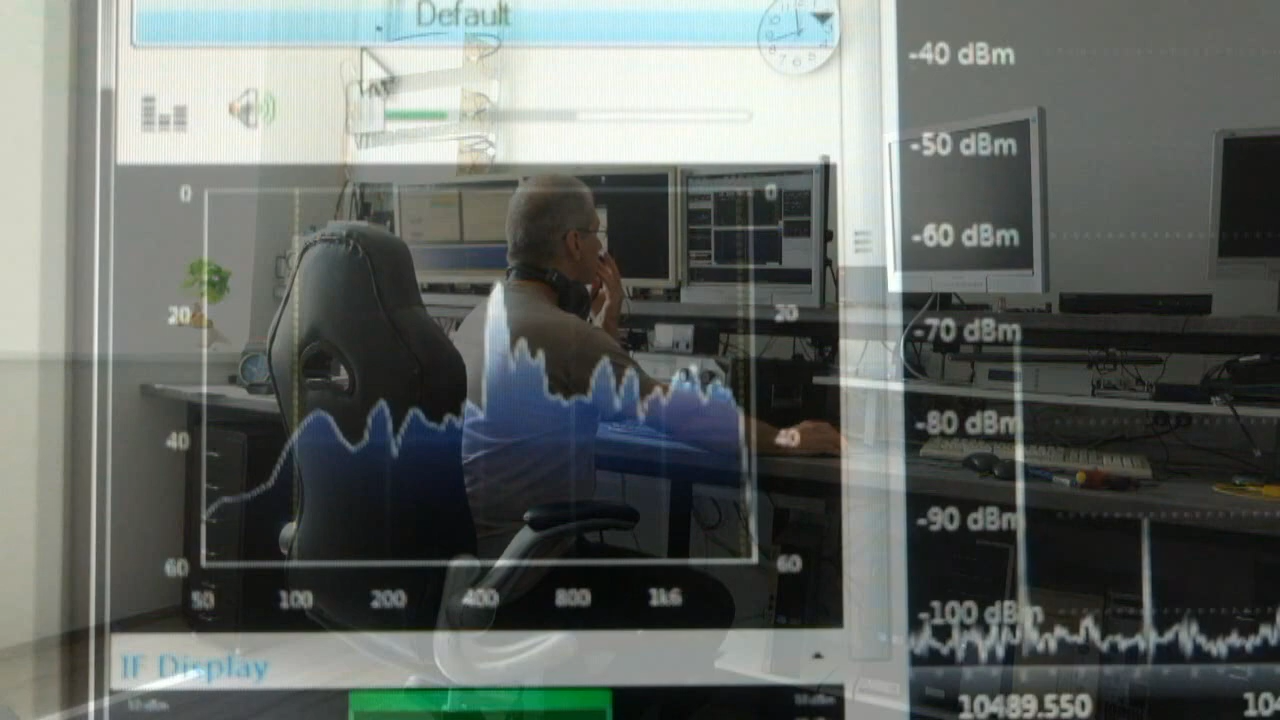 Default
-40 dBm
-50 dBm
-60 dBm
-70 dBm
-80 dBm
-90 dBm
-100 dBm
0 0
20 20
40 40
60 60
50 100 200 400 800 1k6
IF Display
10489.550